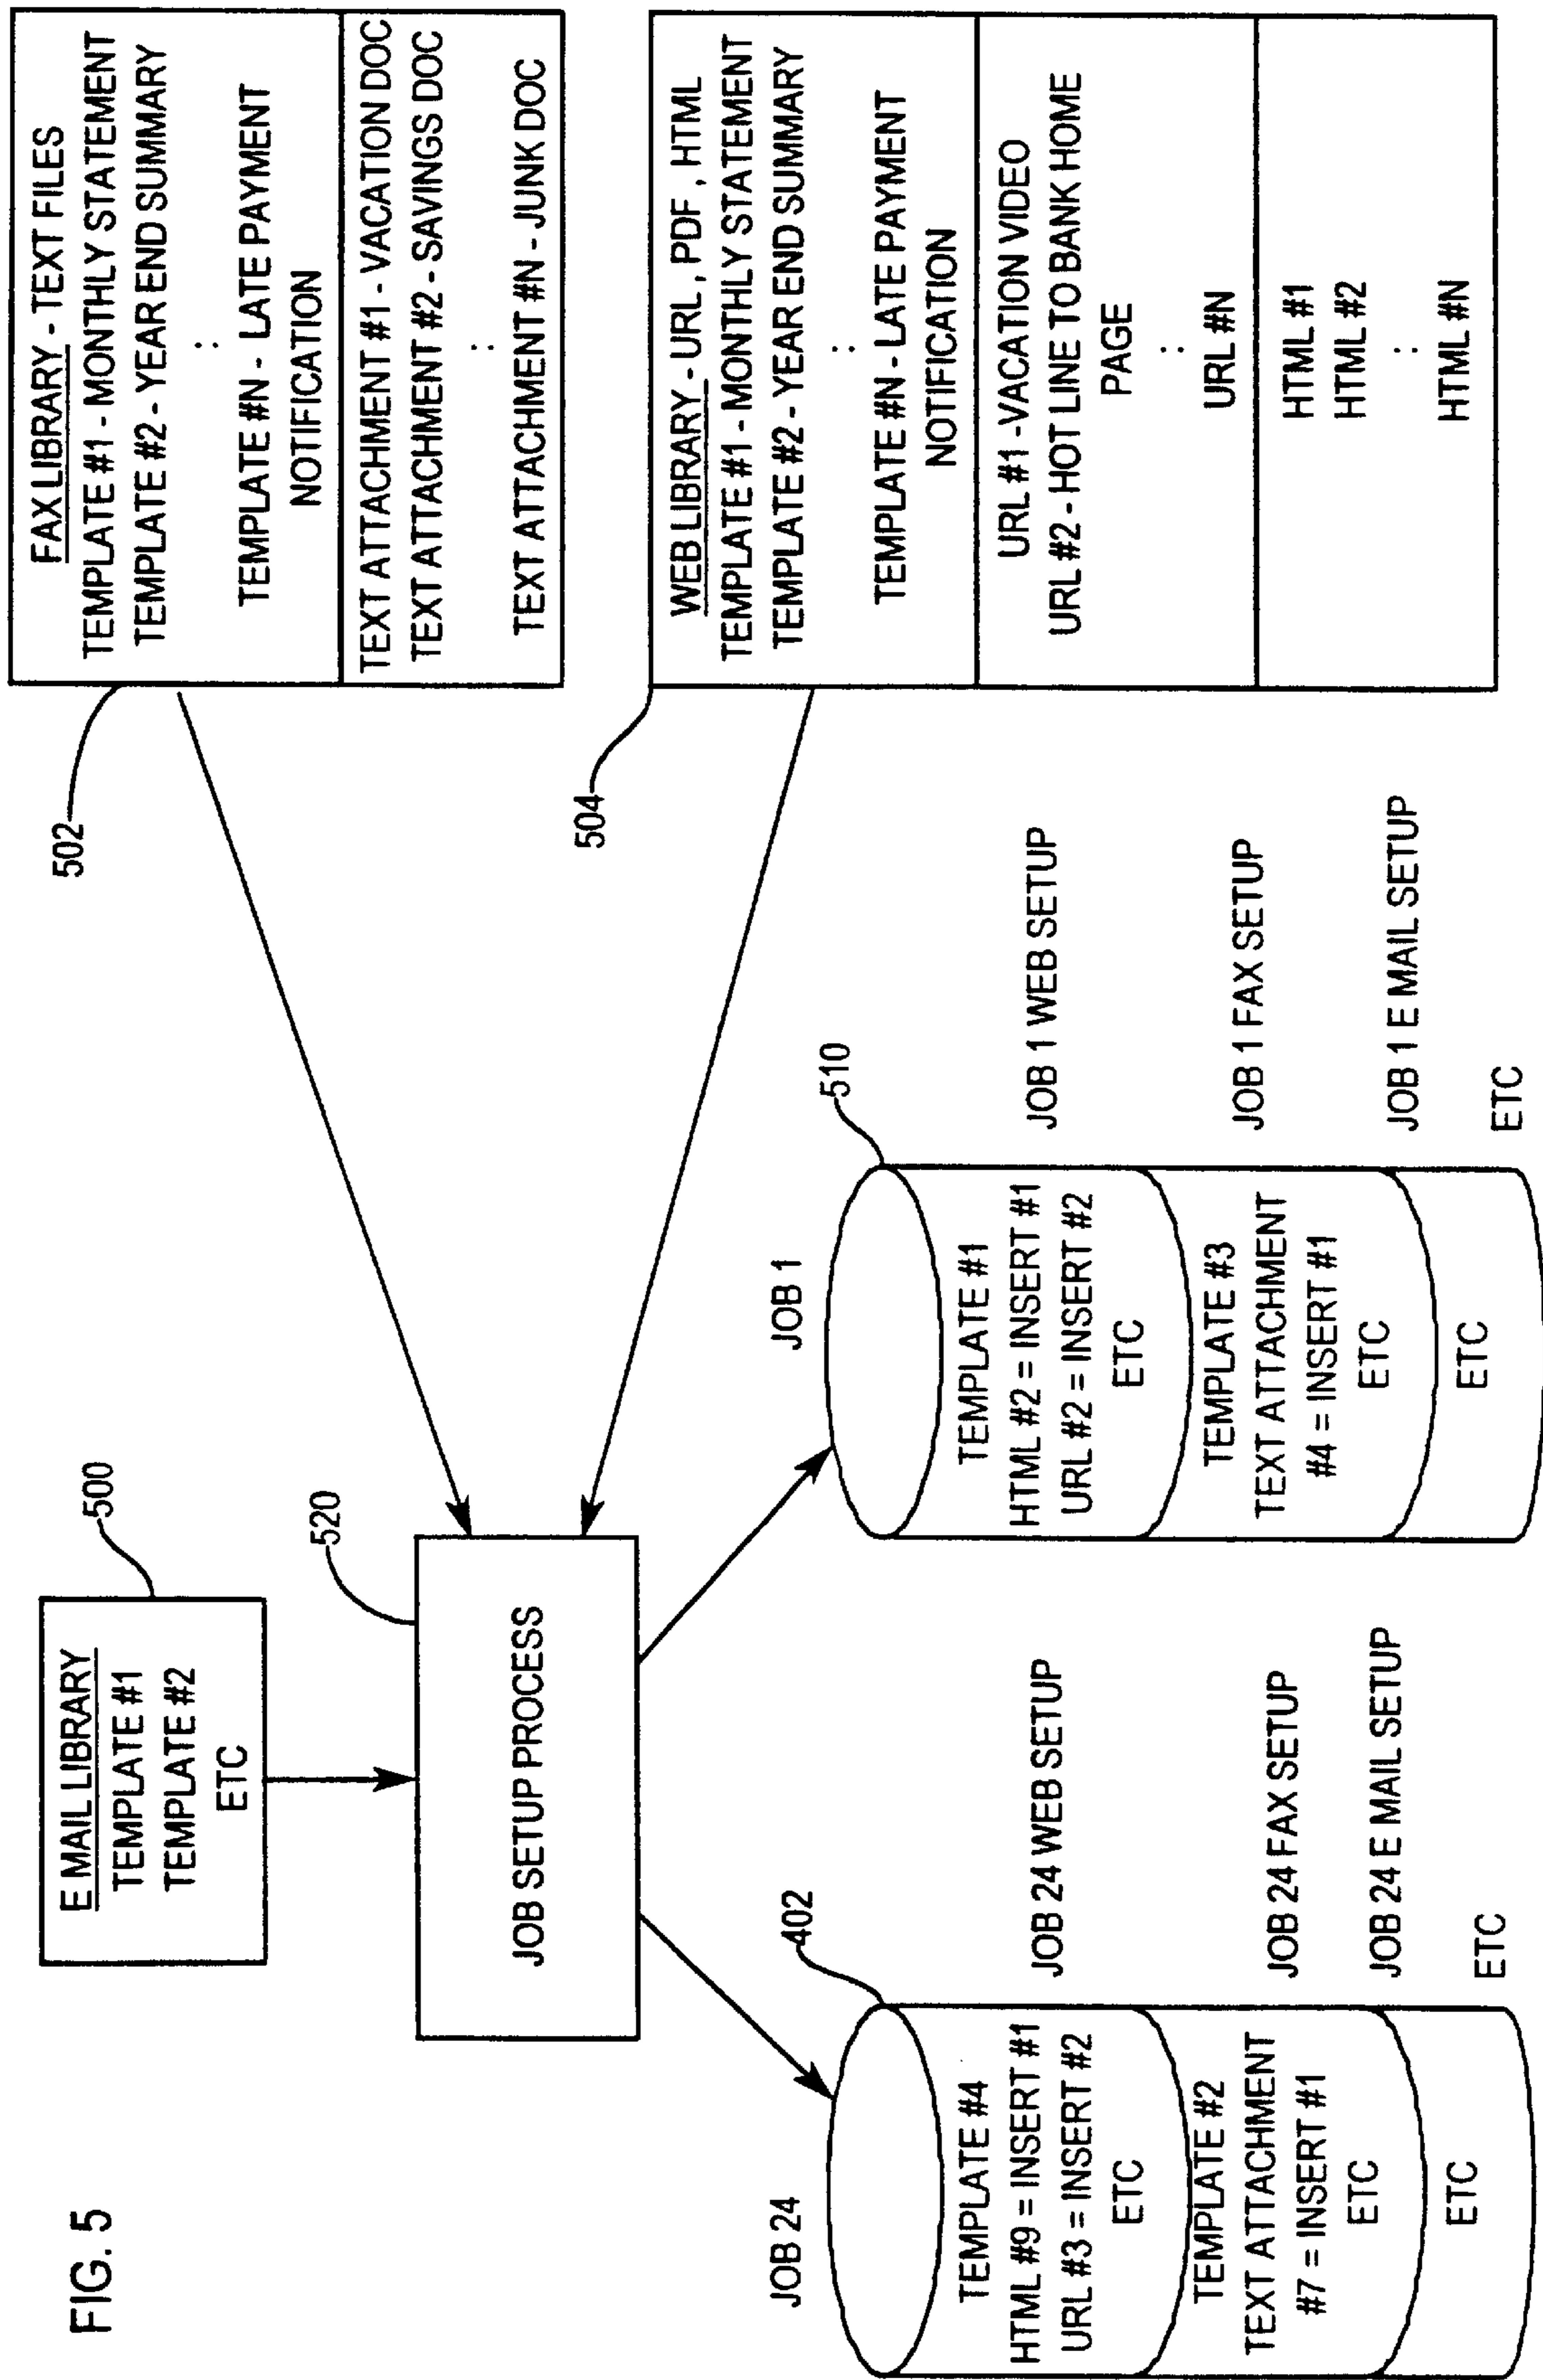 FIG. 5
E MAIL LIBRARY
TEMPLATE #1
TEMPLATE #2
ETC
500
520
JOB SETUP PROCESS
502
FAX LIBRARY - TEXT FILES
TEMPLATE #1 - MONTHLY STATEMENT
TEMPLATE #2 - YEAR END SUMMARY
:
TEMPLATE #N - LATE PAYMENT
NOTIFICATION
TEXT ATTACHMENT #1 - VACATION DOC
TEXT ATTACHMENT #2 - SAVINGS DOC
:
TEXT ATTACHMENT #N - JUNK DOC
504
WEB LIBRARY - URL, PDF, HTML
TEMPLATE #1 - MONTHLY STATEMENT
TEMPLATE #2 - YEAR END SUMMARY
:
TEMPLATE #N - LATE PAYMENT
NOTIFICATION
URL #1 -VACATION VIDEO
URL #2 - HOT LINE TO BANK HOME
PAGE
:
URL #N
HTML #1
HTML #2
:
HTML #N
JOB 24
402
TEMPLATE #4
HTML #9 = INSERT #1
URL #3 = INSERT #2
ETC
TEMPLATE #2
TEXT ATTACHMENT
#7 = INSERT #1
ETC
ETC
JOB 24 WEB SETUP
JOB 24 FAX SETUP
JOB 24 E MAIL SETUP
ETC
JOB 1
510
TEMPLATE #1
HTML #2 = INSERT #1
URL #2 = INSERT #2
ETC
TEMPLATE #3
TEXT ATTACHMENT
#4 = INSERT #1
ETC
ETC
JOB 1 WEB SETUP
JOB 1 FAX SETUP
JOB 1 E MAIL SETUP
ETC